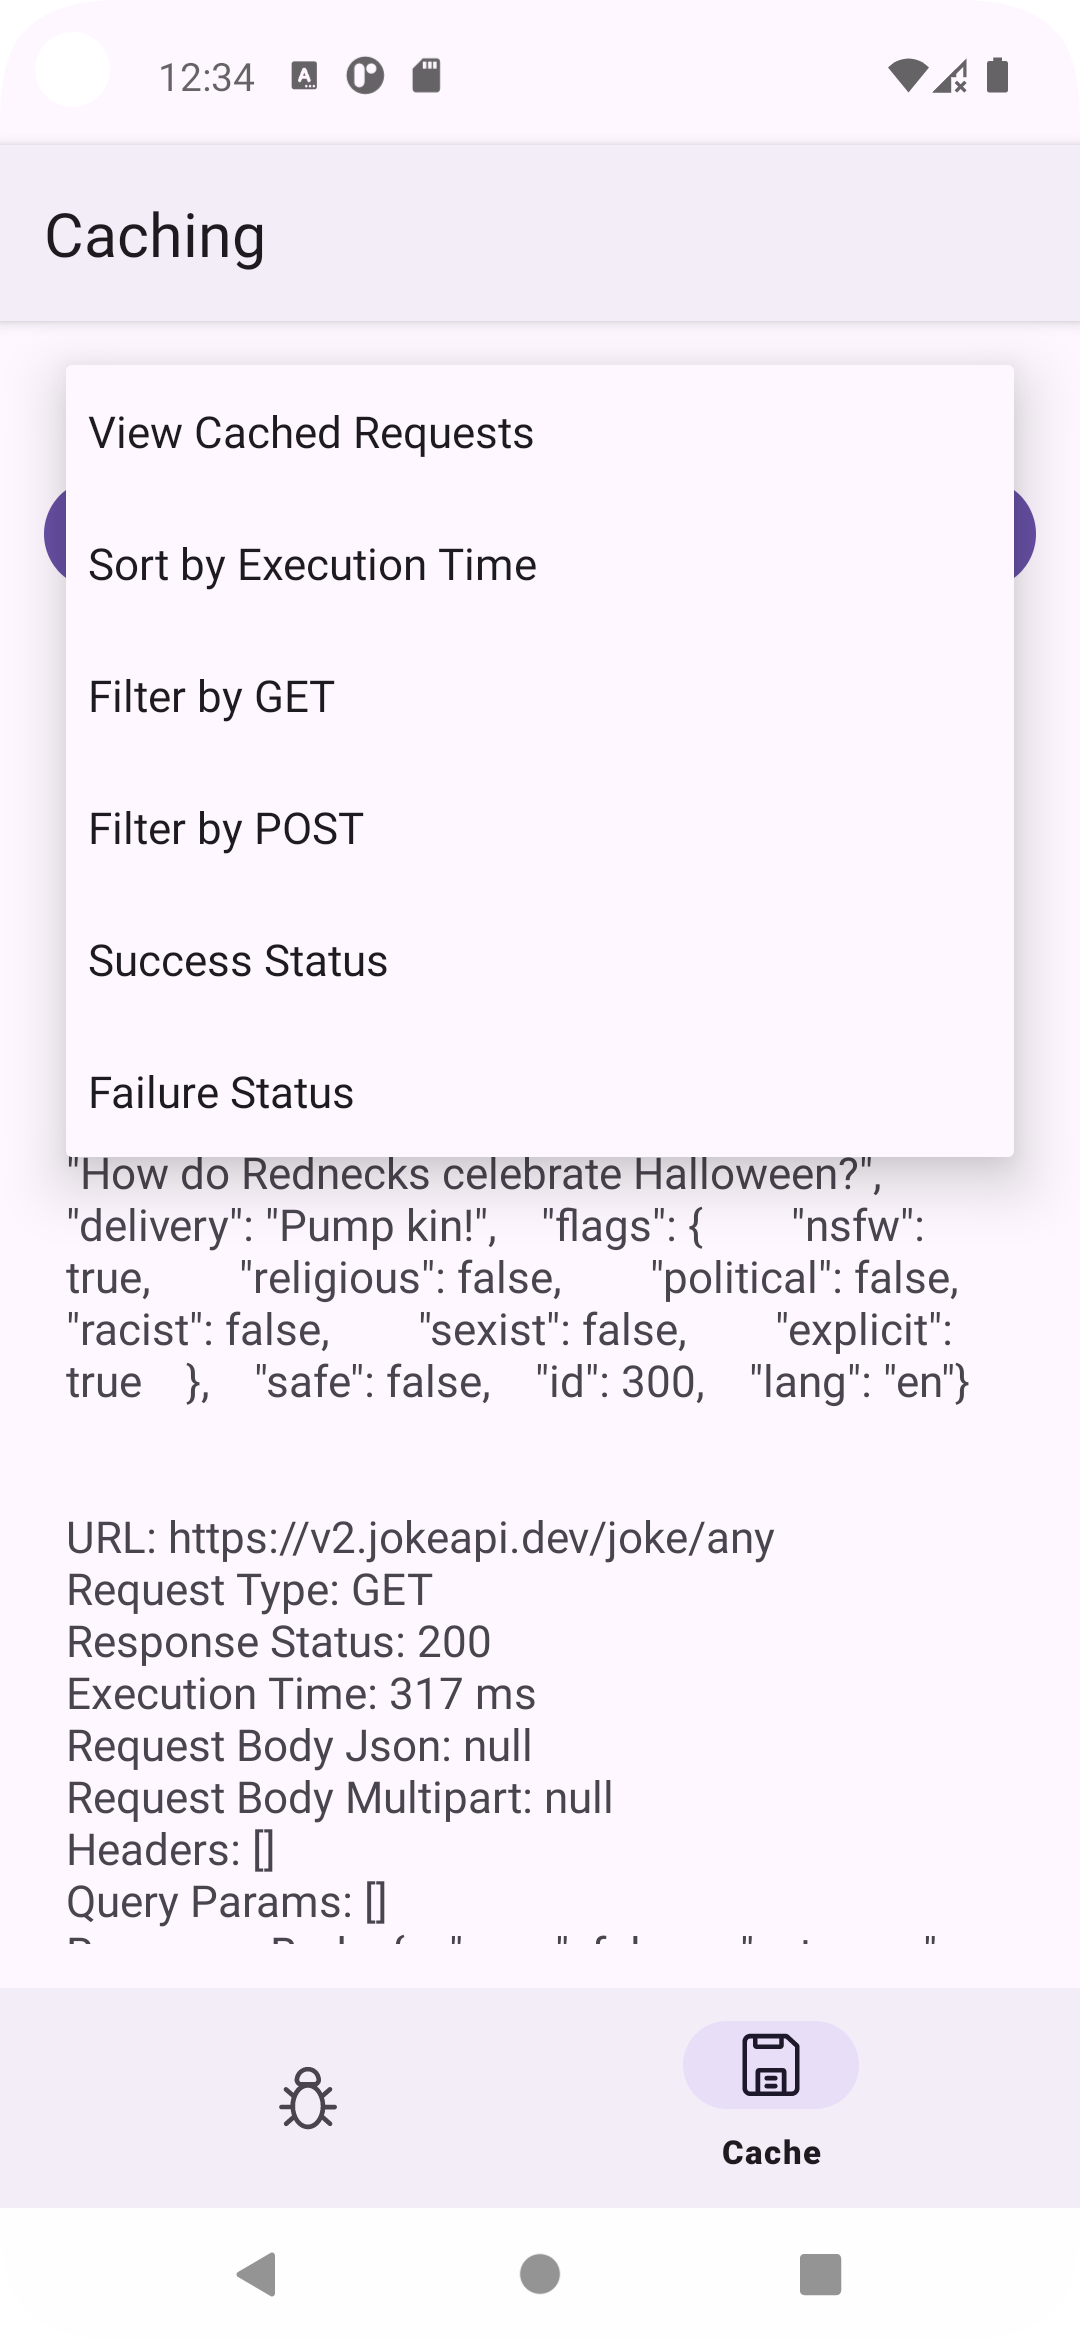 12:34
Caching
View Cached Requests
Sort by Execution Time
Filter by GET
Filter by POST
Success Status
Failure Status
"How do Rednecks celebrate Halloween?",
"delivery": "Pump kin!", "flags": { "nsfw":
true, "religious": false, "political": false,
"racist": false, "sexist": false, "explicit":
true }, "safe": false, "id": 300, "lang": "en"}
URL: https://v2.jokeapi.dev/joke/any
Request Type: GET
Response Status: 200
Execution Time: 317 ms
Request Body Json: null
Request Body Multipart: null
Headers: []
Query Params: []
Cache